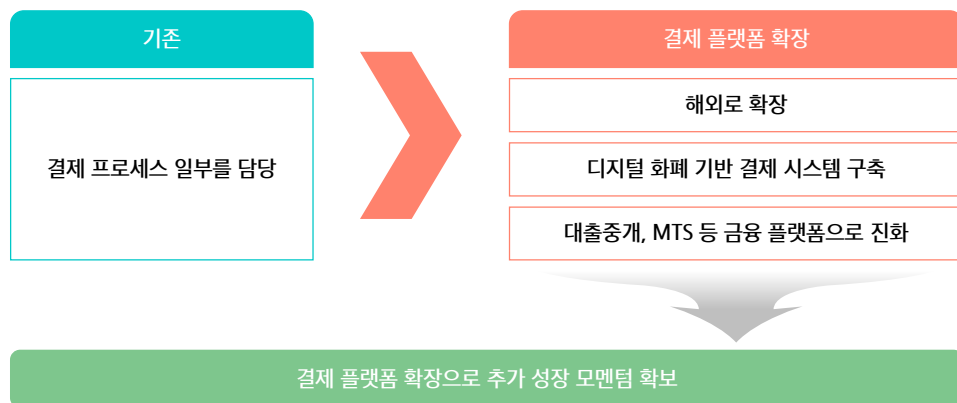 기존
결제 프로세스 일부를 담당
결제 플랫폼 확장
해외로 확장
디지털 화폐 기반 결제 시스템 구축
대출중개, MTS 등 금융 플랫폼으로 진화
결제 플랫폼 확장으로 추가 성장 모멘텀 확보